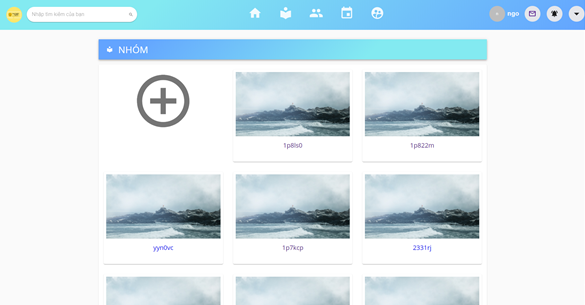 Nhập tìm kiếm của bạn
ngo
NHÓM
1p8ls0
1p822m
yyn0vc
1p7kcp
2331rj